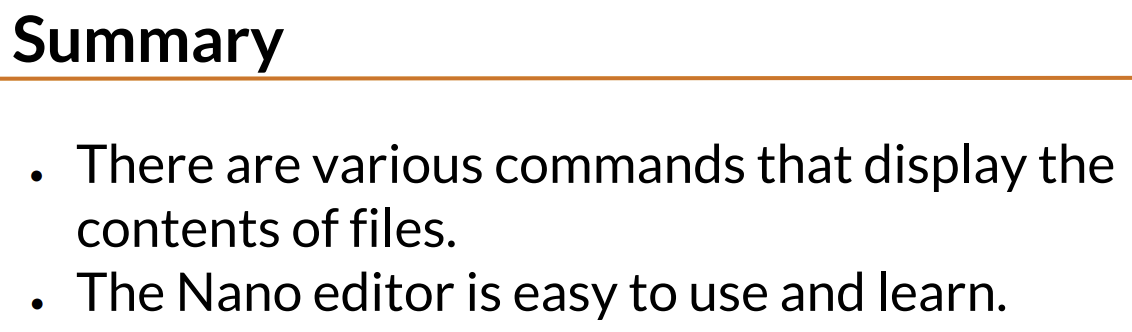 Summary
• There are various commands that display the
contents of files.
• The Nano editor is easy to use and learn.